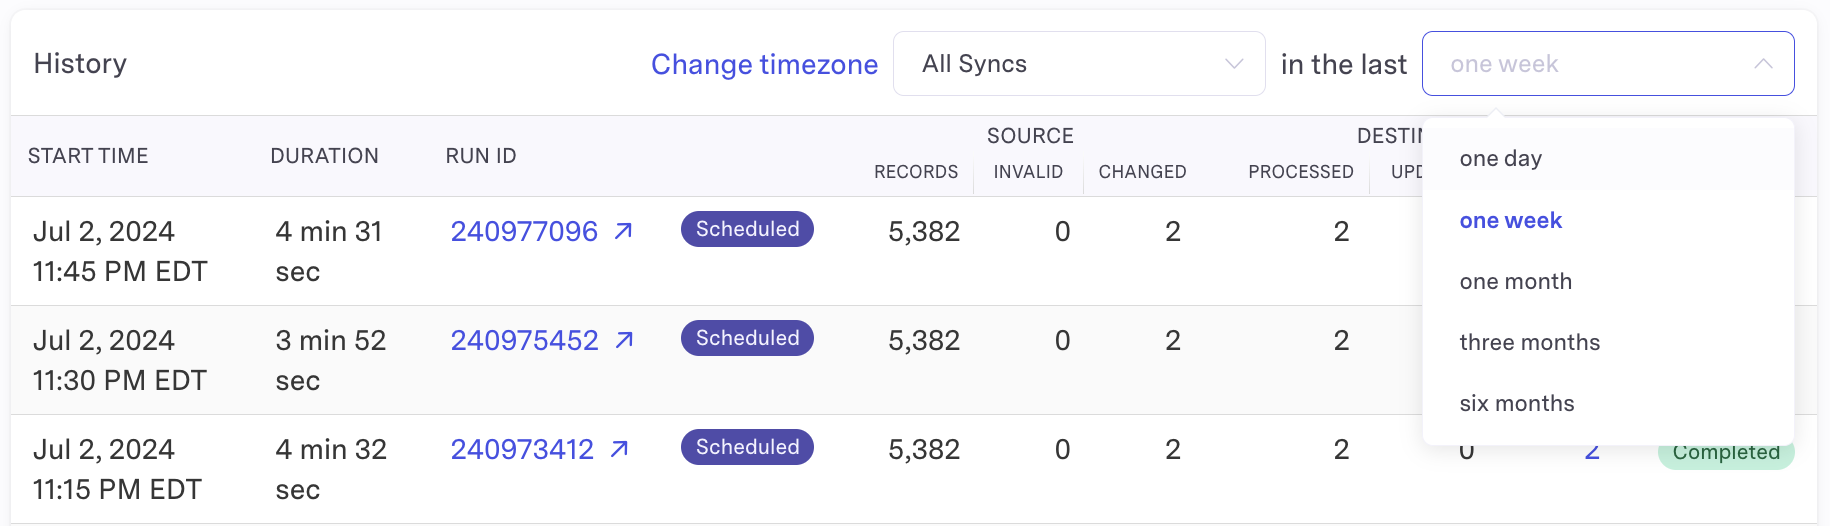 History Change timezone All Syncs in the last one week
SOURCE
START TIME DURATION RUN ID
RECORDS INVALID CHANGED PROCESSED
Jul 2, 2024 4 min 31 240977096 Scheduled 5,382 0 2 2
11:45 PM EDT sec
Jul 2, 2024 3 min 52 240975452 Scheduled 5,382 0 2 2
11:30 PM EDT sec
Jul 2, 2024 4 min 32 240973412 Scheduled 5,382 0 2 2 0 2 Completed
11:15 PM EDT sec
one day
one week
one month
three months
six months